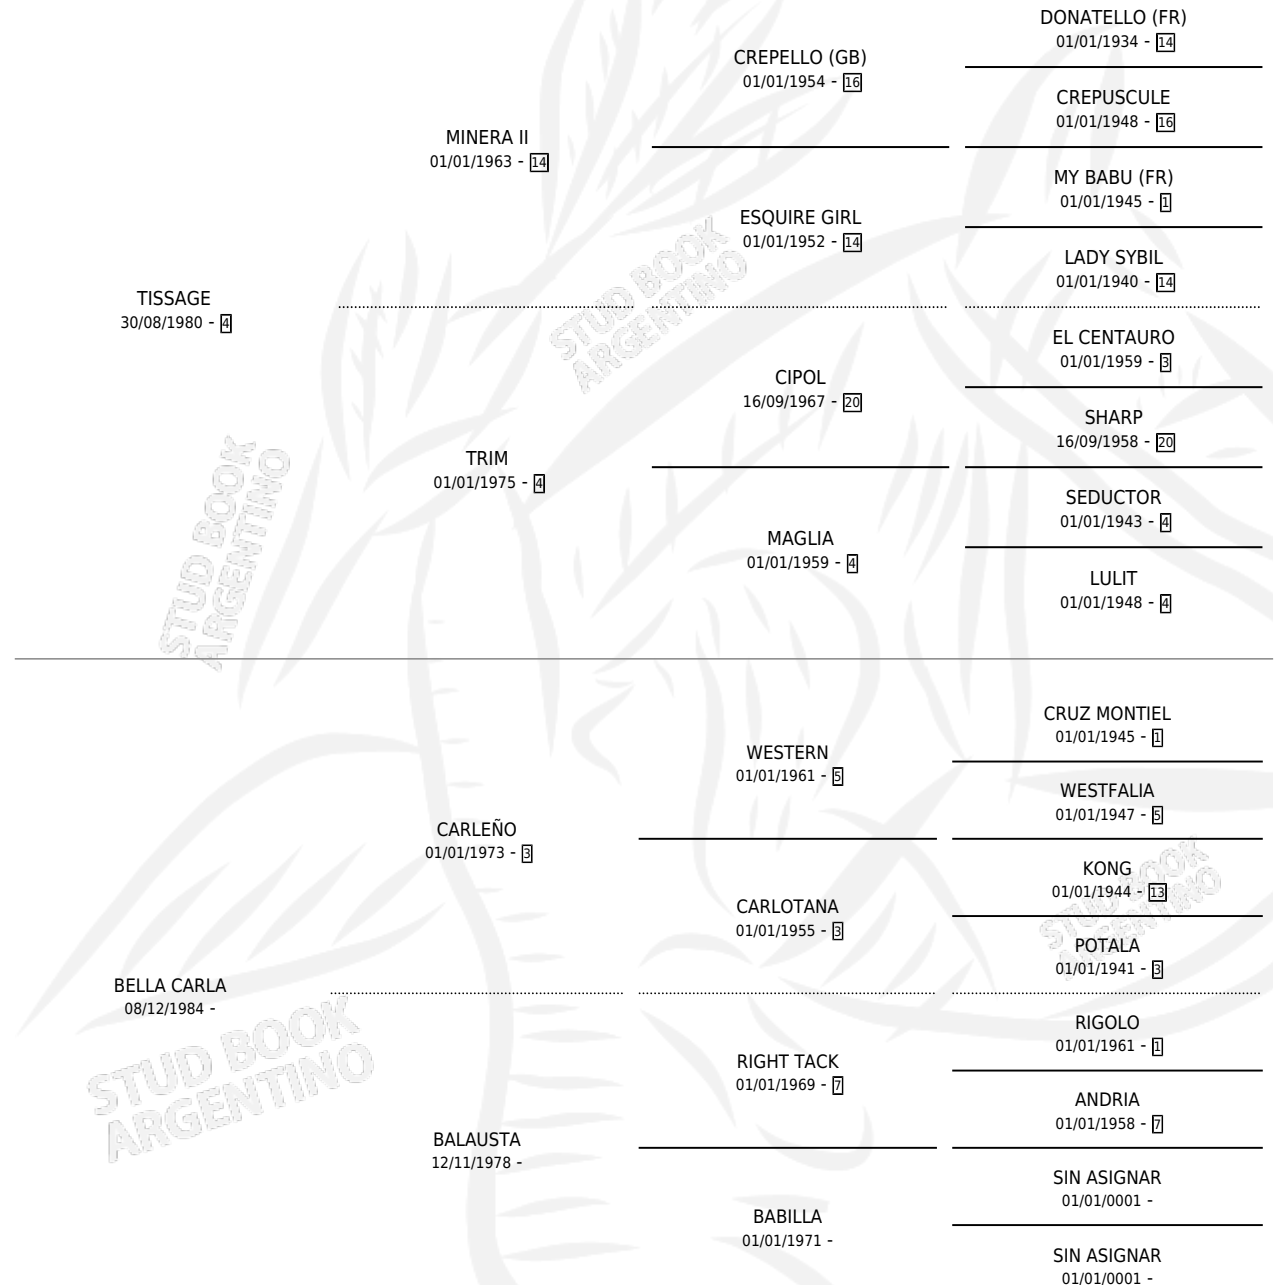 TISSAGE
30/08/1980 - 4
MINERA II
01/01/1963 - 14
CREPELLO (GB)
01/01/1954 - 16
DONATELLO (FR)
01/01/1934 - 14
CREPUSCULE
01/01/1948 - 16
ESQUIRE GIRL
01/01/1952 - 14
MY BABU (FR)
01/01/1945 - 1
LADY SYBIL
01/01/1940 - 14
TRIM
01/01/1975 - 4
CIPOL
16/09/1967 - 20
EL CENTAURO
01/01/1959 - 3
SHARP
16/09/1958 - 20
MAGLIA
01/01/1959 - 4
SEDUCTOR
01/01/1943 - 4
LULIT
01/01/1948 - 4
BELLA CARLA
08/12/1984 -
CARLEÑO
01/01/1973 - 3
WESTERN
01/01/1961 - 5
CRUZ MONTIEL
01/01/1945 - 1
WESTFALIA
01/01/1947 - 5
CARLOTANA
01/01/1955 - 3
KONG
01/01/1944 - 13
POTALA
01/01/1941 - 3
BALAUSTA
12/11/1978 -
RIGHT TACK
01/01/1969 - 7
RIGOLO
01/01/1961 - 1
ANDRIA
01/01/1958 - 7
BABILLA
01/01/1971 -
SIN ASIGNAR
01/01/0001 -
SIN ASIGNAR
01/01/0001 -
STUD BOOK
ARGENTINO
STUD BOOK
ARGENTINO
STUD BOOK
ARGENTINO
STUD BOOK
ARGENTINO